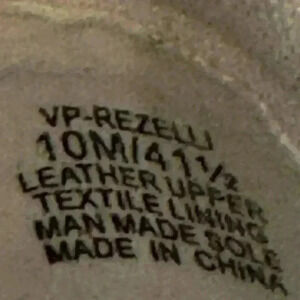 VP-REZELLI
10M/41 1/2
LEATHER UPPER
TEXTILE LINING
MAN MADE SOLE
MADE IN CHINA